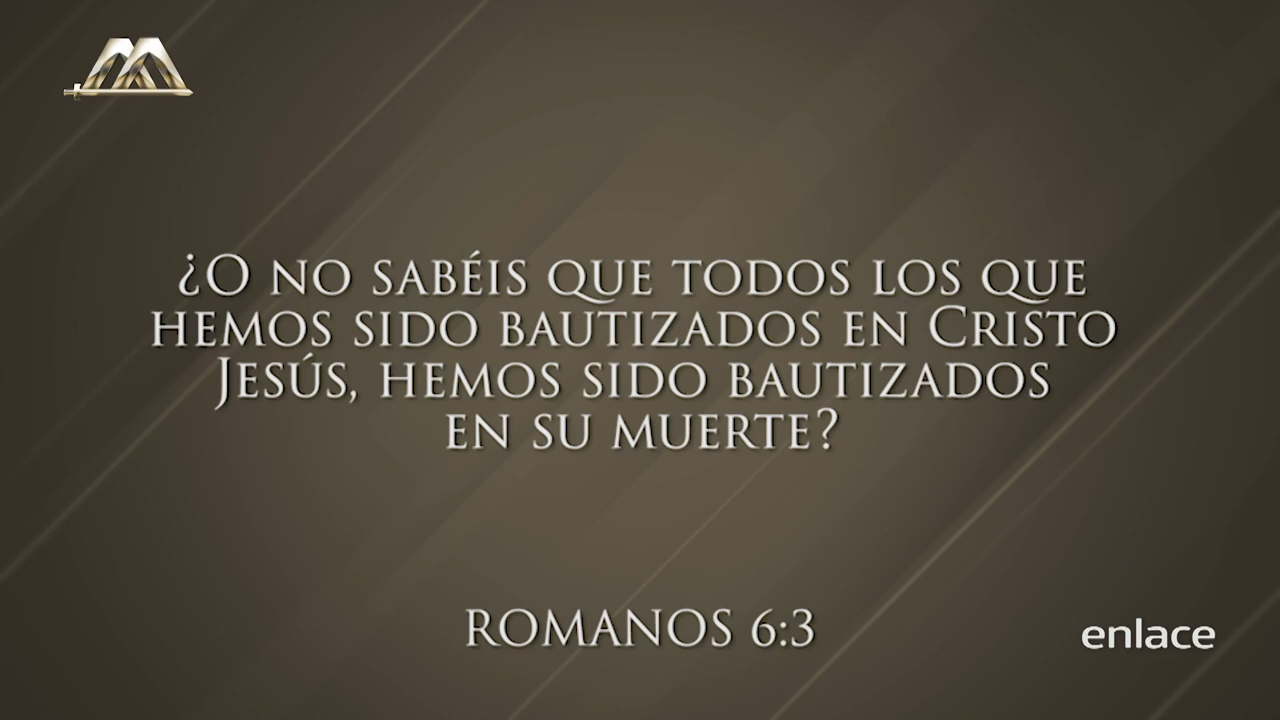 ¿O no sabéis que todos los que
hemos sido bautizados en Cristo
Jesús, hemos sido bautizados
en su muerte?
ROMANOS 6:3
enlace